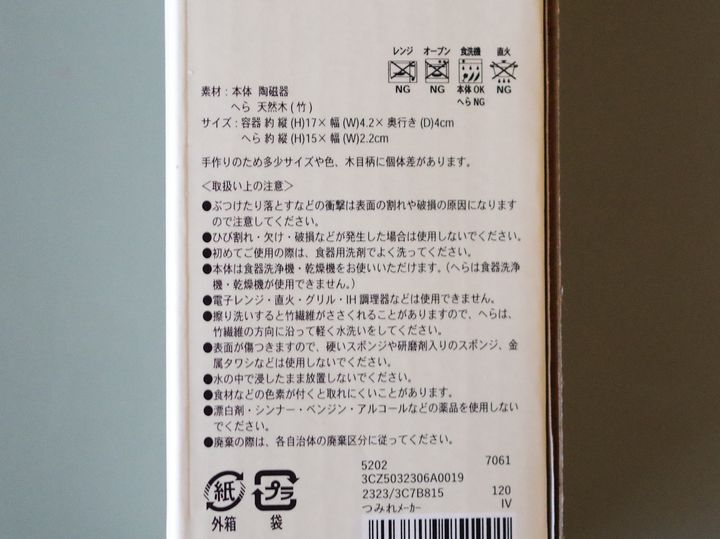 レンジ オーブン 食洗機 直火
NG NG 本体OK NG
へらNG
素材：本体 陶磁器
へら 天然木(竹)
サイズ：容器 約 縦(H)17×幅(W)4.2×奥行き(D)4cm
へら 約 縦(H)15×幅(W)2.2cm
手作りのため多少サイズや色、木目柄に個体差があります。
＜取扱い上の注意＞
●ぶつけたり落とすなどの衝撃は表面の割れや破損の原因になります
ので注意してください。
●ひび割れ・欠け・破損などが発生した場合は使用しないでください。
●初めてご使用の際は、食器用洗剤でよく洗ってください。
●本体は食器洗浄機・乾燥機をお使いいただけます。(へらは食器洗浄
機・乾燥機が使用できません。)
●電子レンジ・直火・グリル・IH調理器などは使用できません。
●擦り洗いすると竹繊維がささくれることがありますので、へらは、
竹繊維の方向に沿って軽く水洗いをしてください。
●表面が傷つきますので、硬いスポンジや研磨剤入りのスポンジ、金
属タワシなどは使用しないでください。
●水の中で浸したまま放置しないでください。
●食材などの色素が付くと取れにくいことがあります。
●漂白剤・シンナー・ベンジン・アルコールなどの薬品を使用しない
でください。
●廃棄の際は、各自治体の廃棄区分に従ってください。
紙 プラ
外箱 袋
5202 7061
3CZ5032306A0019
2323/3C7B815 120
つみれメーカー IV